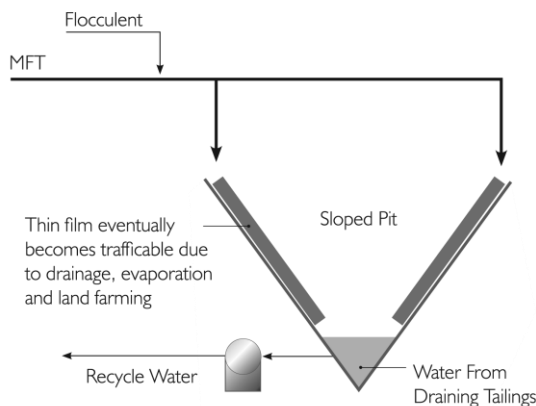 Flocculent
MFT
Sloped Pit
Thin film eventually
becomes trafficable due
to drainage, evaporation
and land farming
Recycle Water
Water From
Draining Tailings